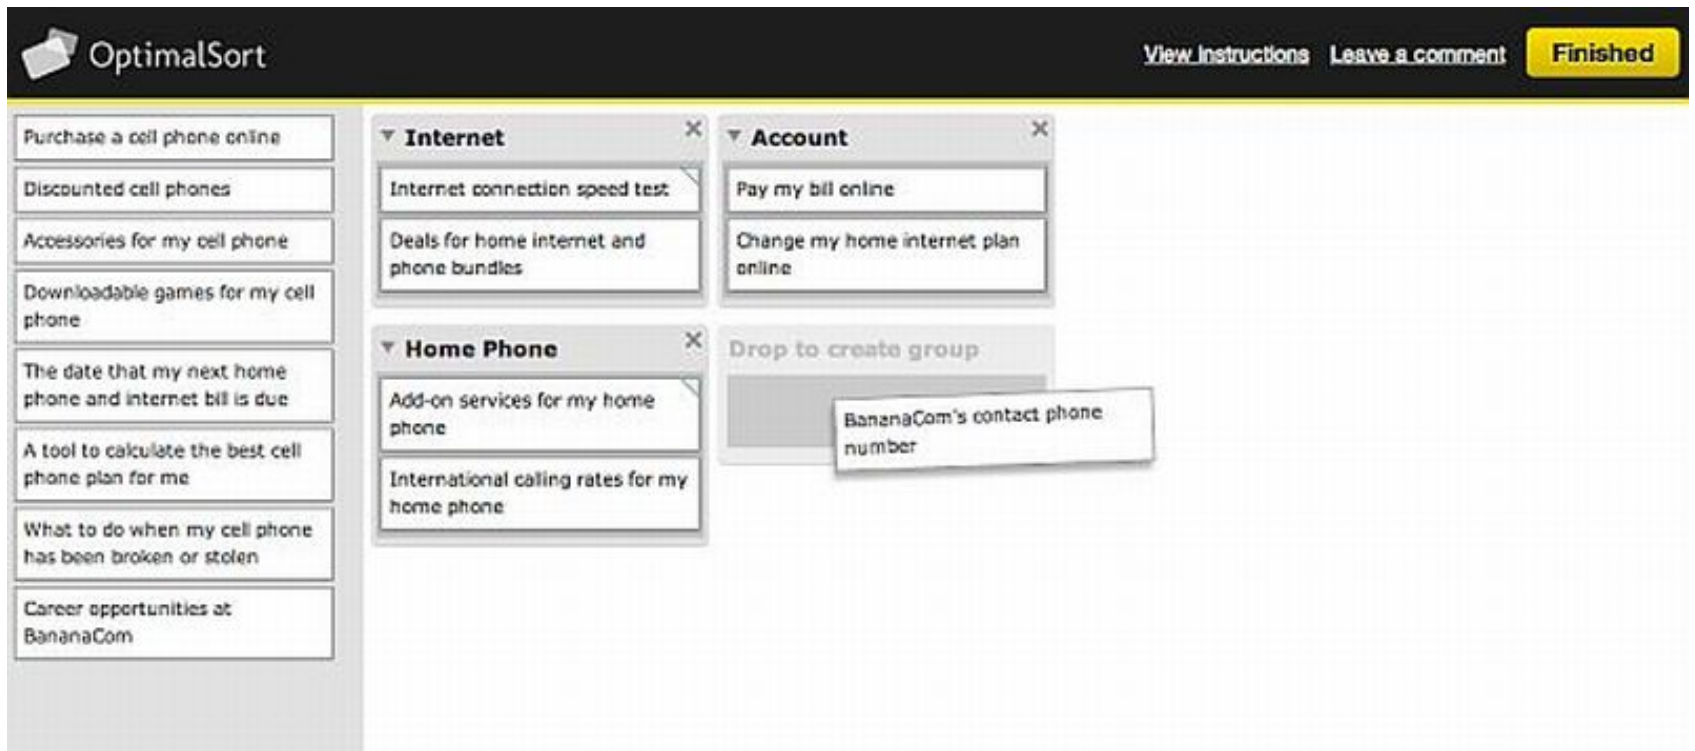 OptimalSort
View instructions Leave a comment Finished
Purchase a cell phone online
Discounted cell phones
Accessories for my cell phone
Downloadable games for my cell
phone
The date that my next home
phone and internet bill is due
A tool to calculate the best cell
phone plan for me
What to do when my cell phone
has been broken or stolen
Career opportunities at
BananaCom
Internet
Internet connection speed test
Deals for home internet and
phone bundles
Account
Pay my bill online
Change my home internet plan
online
Home Phone
Add-on services for my home
phone
International calling rates for my
home phone
Drop to create group
BananaCom's contact phone
number